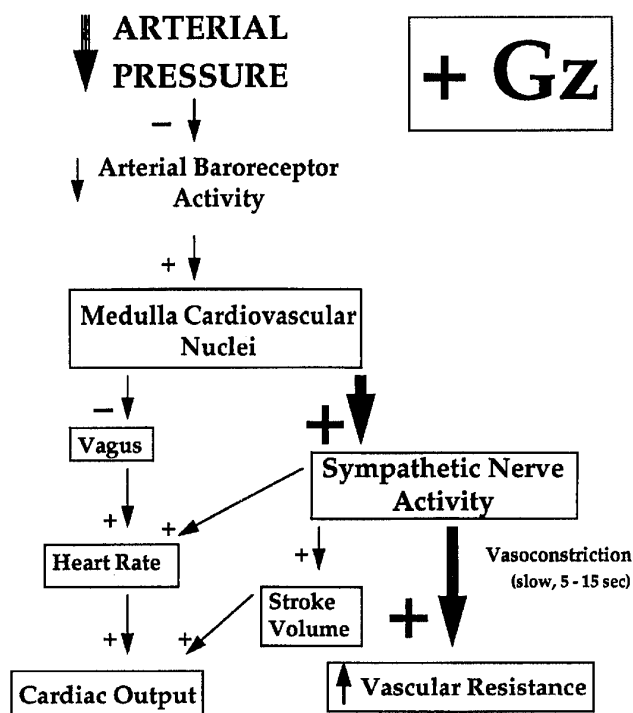 ARTERIAL
PRESSURE
+ Gz
−
Arterial Baroreceptor
Activity
+
Medulla Cardiovascular
Nuclei
−
+
Vagus
Sympathetic Nerve
Activity
+
+
Heart Rate
+
Vasoconstriction
(slow, 5 - 15 sec)
Stroke
Volume
+
+
+
Cardiac Output
Vascular Resistance